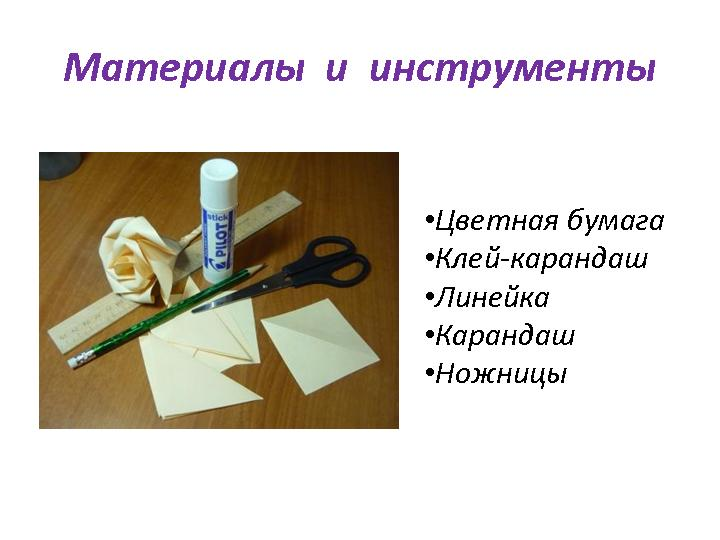 Материалы и инструменты
stick
PILOT
•Цветная бумага
•Клей-карандаш
•Линейка
•Карандаш
•Ножницы